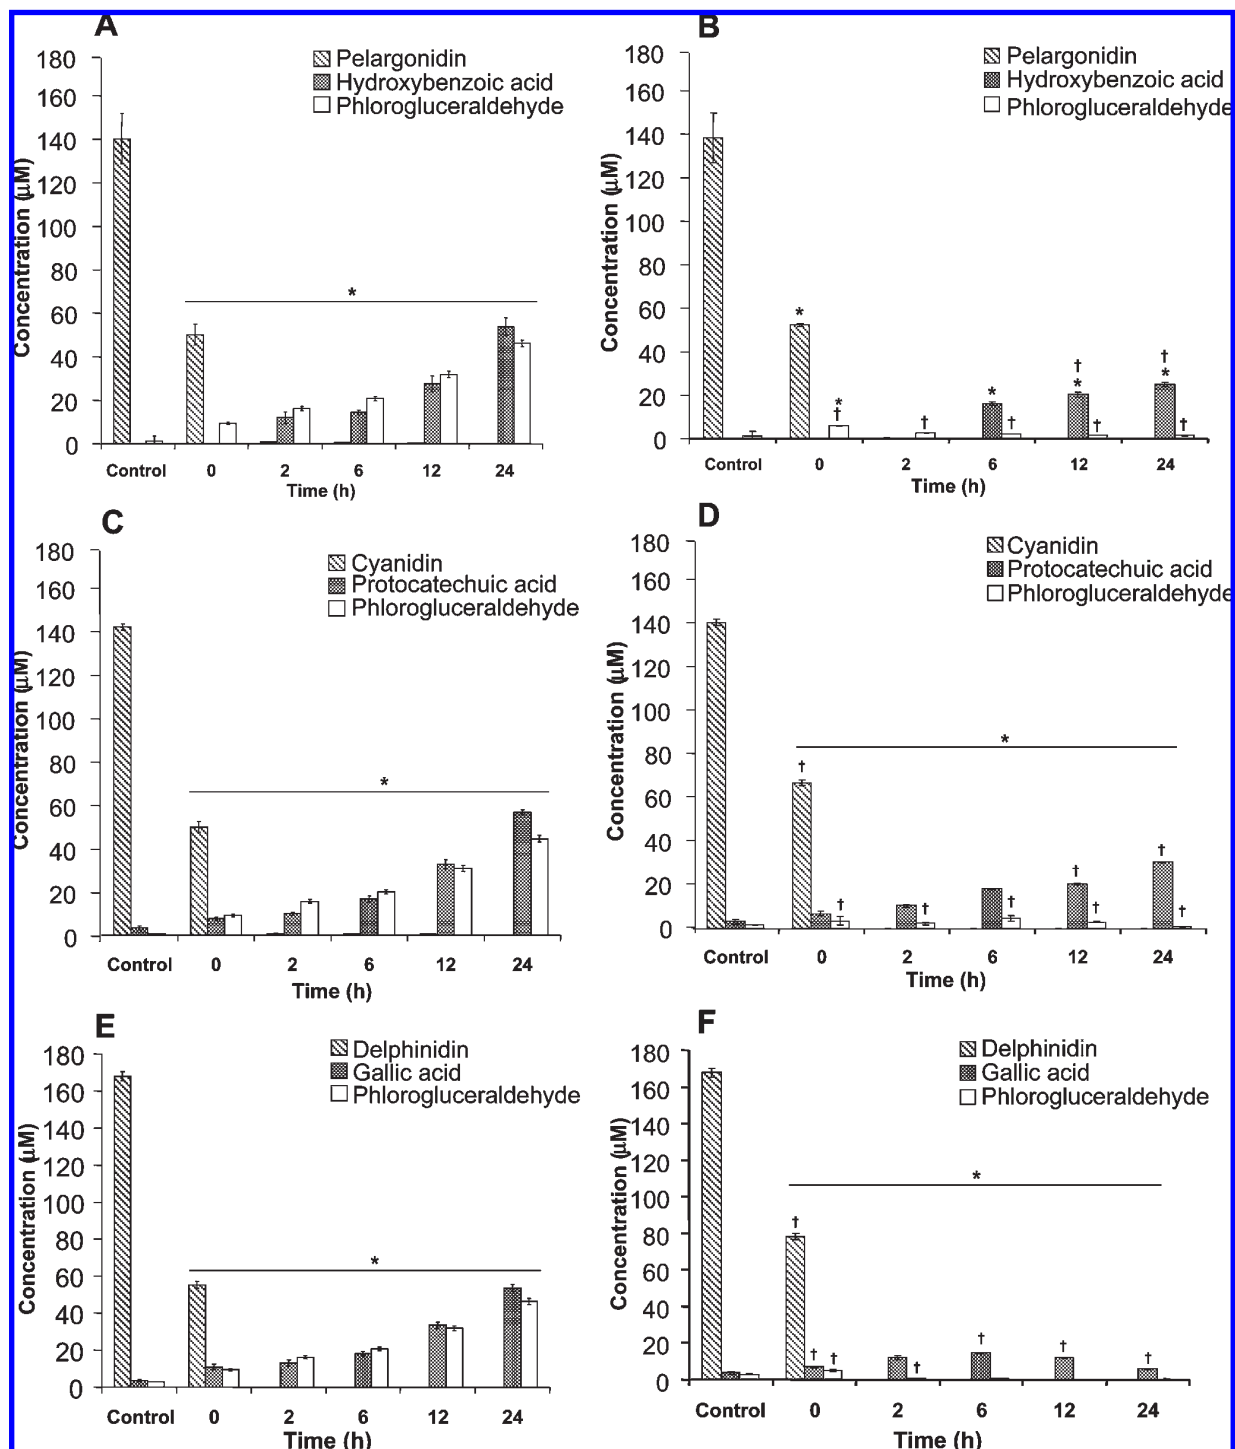 A
Pelargonidin
Hydroxybenzoic acid
Phlorogluceraldehyde
180
160
140
120
100
80
60
40
20
0
Concentration (µM)
*
Control 0 2 6 12 24
Time (h)
B
Pelargonidin
Hydroxybenzoic acid
Phlorogluceraldehyde
180
160
140
120
100
80
60
40
20
0
Concentration (µM)
*
*
†
†
*
†
†
*
†
†
*
†
Control 0 2 6 12 24
Time (h)
C
Cyanidin
Protocatechuic acid
Phlorogluceraldehyde
180
160
140
120
100
80
60
40
20
0
Concentration (µM)
*
Control 0 2 6 12 24
Time (h)
D
Cyanidin
Protocatechuic acid
Phlorogluceraldehyde
180
160
140
120
100
80
60
40
20
0
Concentration (µM)
*
†
†
†
†
†
†
†
†
Control 0 2 6 12 24
Time (h)
E
Delphinidin
Gallic acid
Phlorogluceraldehyde
180
160
140
120
100
80
60
40
20
0
Concentration (µM)
*
Control 0 2 6 12 24
Time (h)
F
Delphinidin
Gallic acid
Phlorogluceraldehyde
180
160
140
120
100
80
60
40
20
0
Concentration (µM)
*
†
†
†
†
†
†
†
Control 0 2 6 12 24
Time (h)